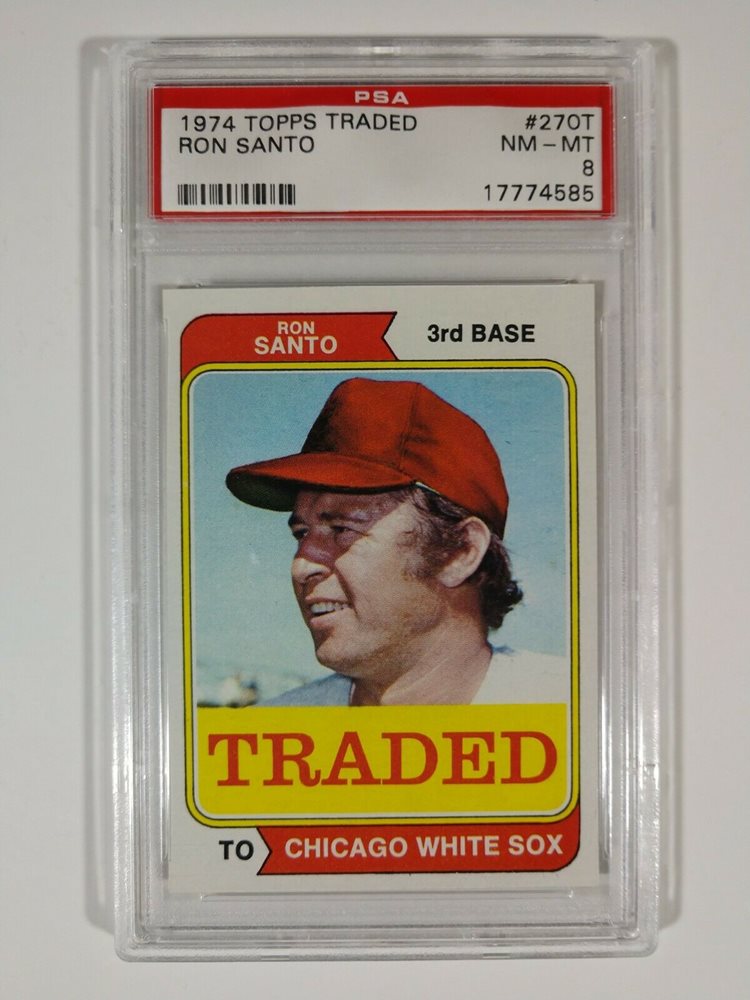 PSA
1974 TOPPS TRADED #270T
RON SANTO NM - MT
8
17774585
RON
SANTO
3rd BASE
TRADED
TO CHICAGO WHITE SOX